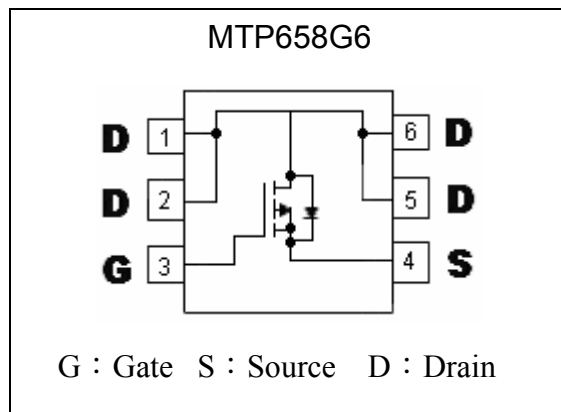 MTP658G6
D 1 6 D
D 2 5 D
G 3 4 S
G：Gate S：Source D：Drain